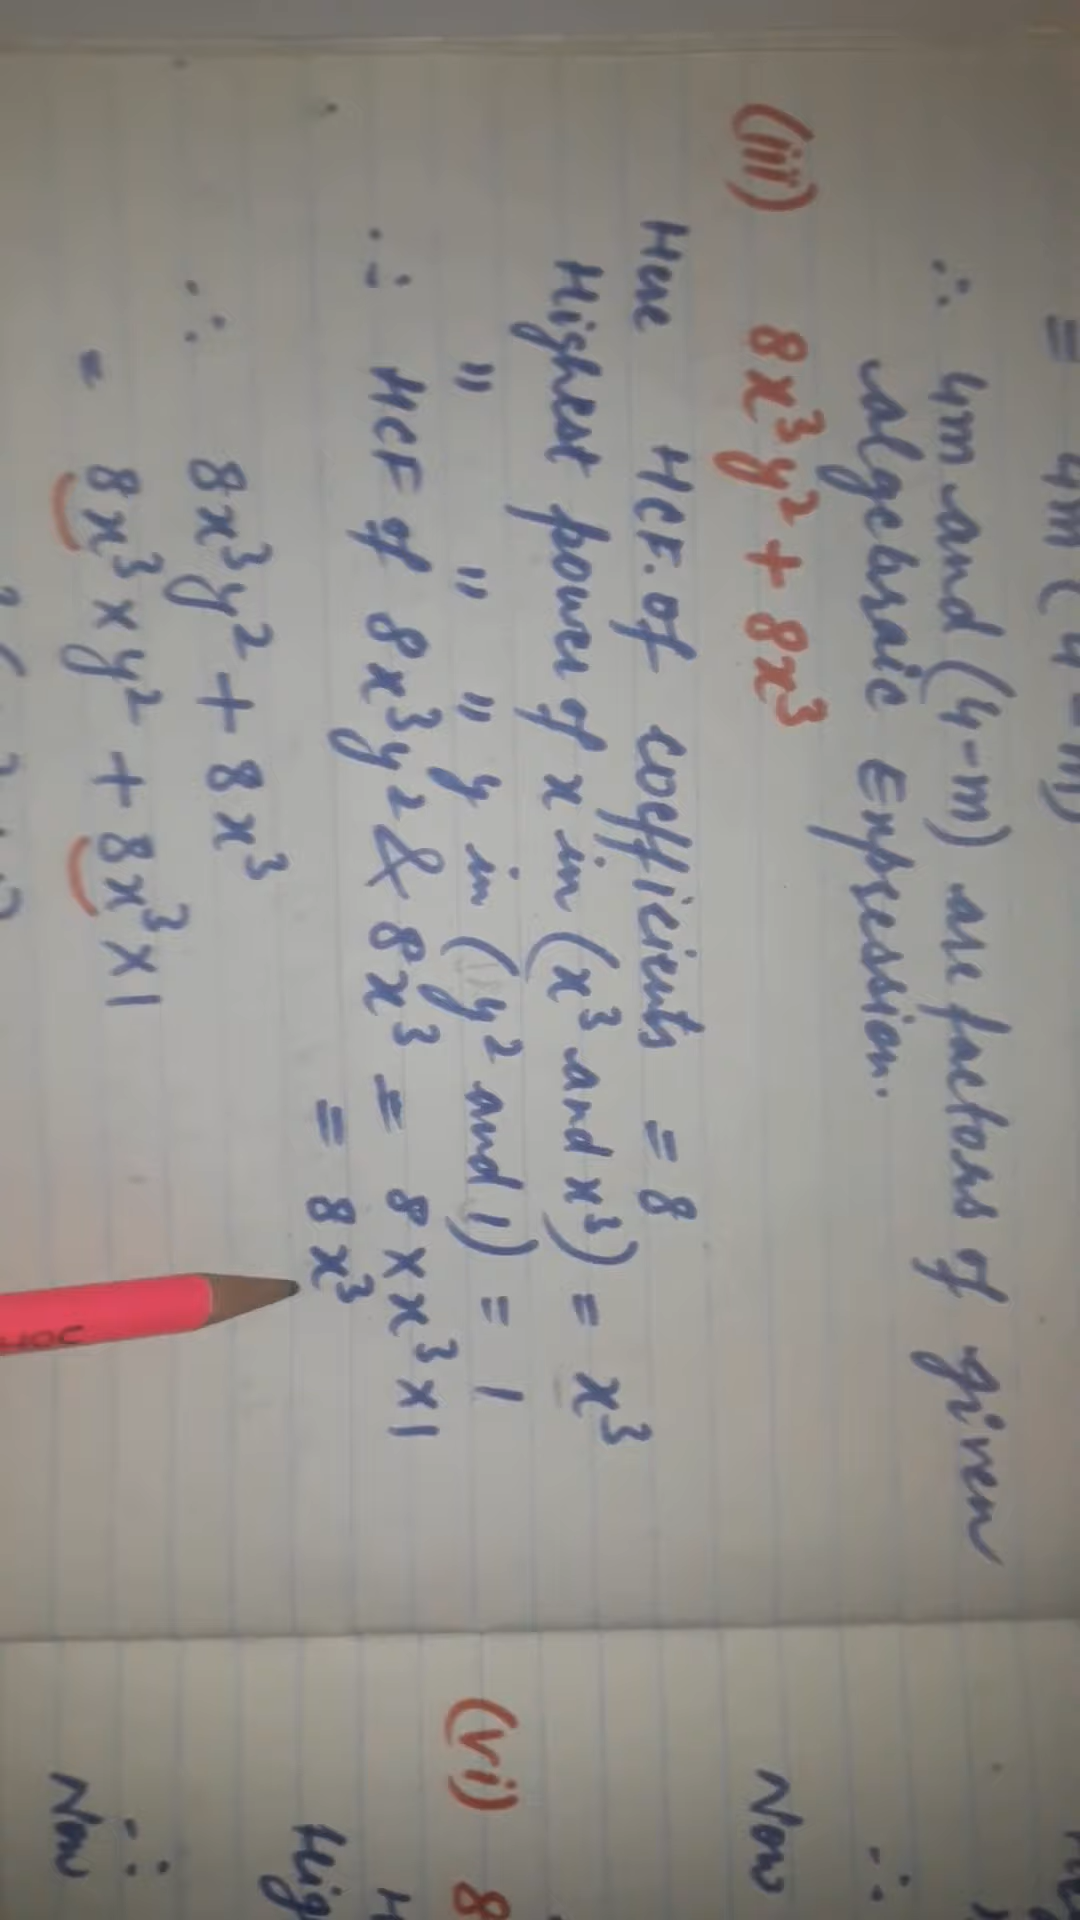 = 4m (4-m)
∴ 4m and (4-m) are factors of given
algebraic Expression.
(iii) 8x³y² + 8x³
Here HCF. of coefficients = 8
Highest power of x in (x³ and x³) = x³
" " " y in (y² and 1) = 1
∴ HCF of 8x³y² & 8x³ = 8 × x³ × 1
= 8x³
∴ 8x³y² + 8x³
= 8x³ × y² + 8x³ × 1
∴
Now
(vi) 8
Hig
∴
Now